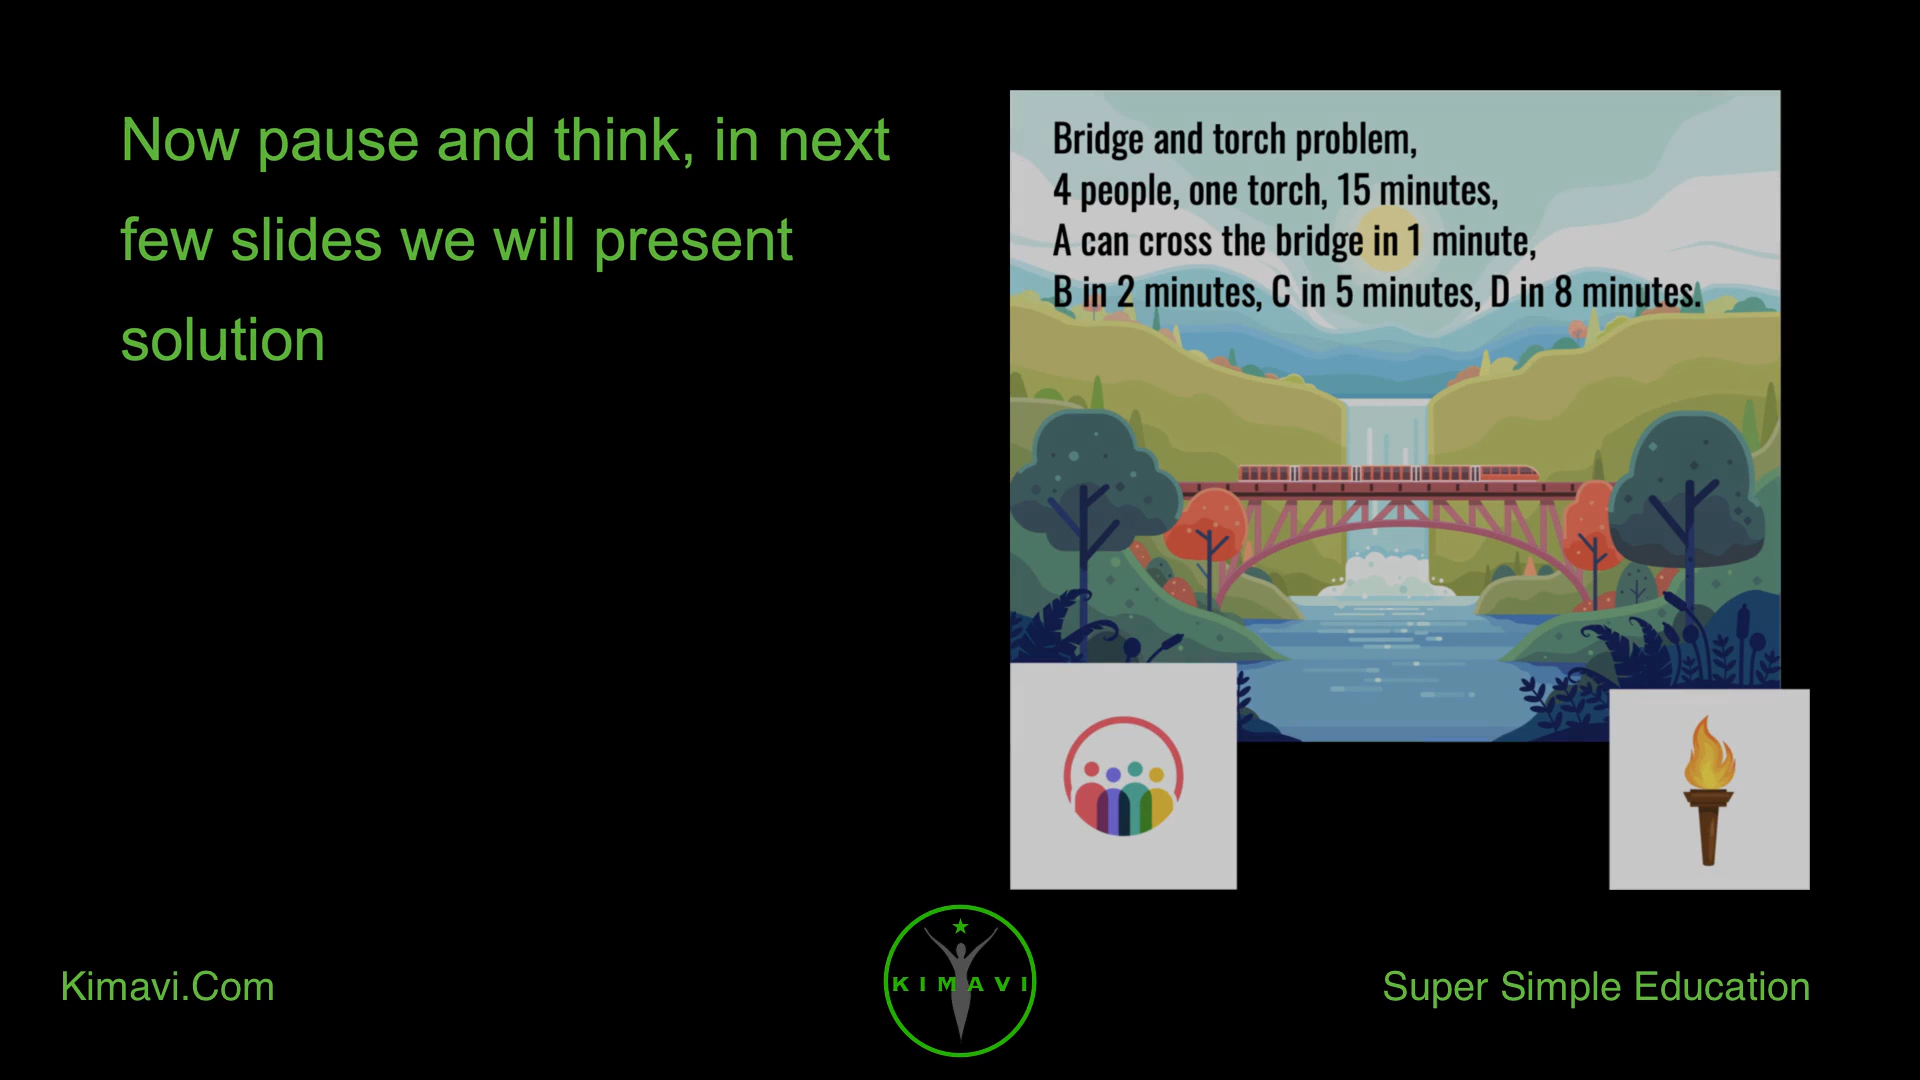 Now pause and think, in next
few slides we will present
solution
Bridge and torch problem,
4 people, one torch, 15 minutes,
A can cross the bridge in 1 minute,
B in 2 minutes, C in 5 minutes, D in 8 minutes.
Kimavi.Com
KIMAVI
Super Simple Education